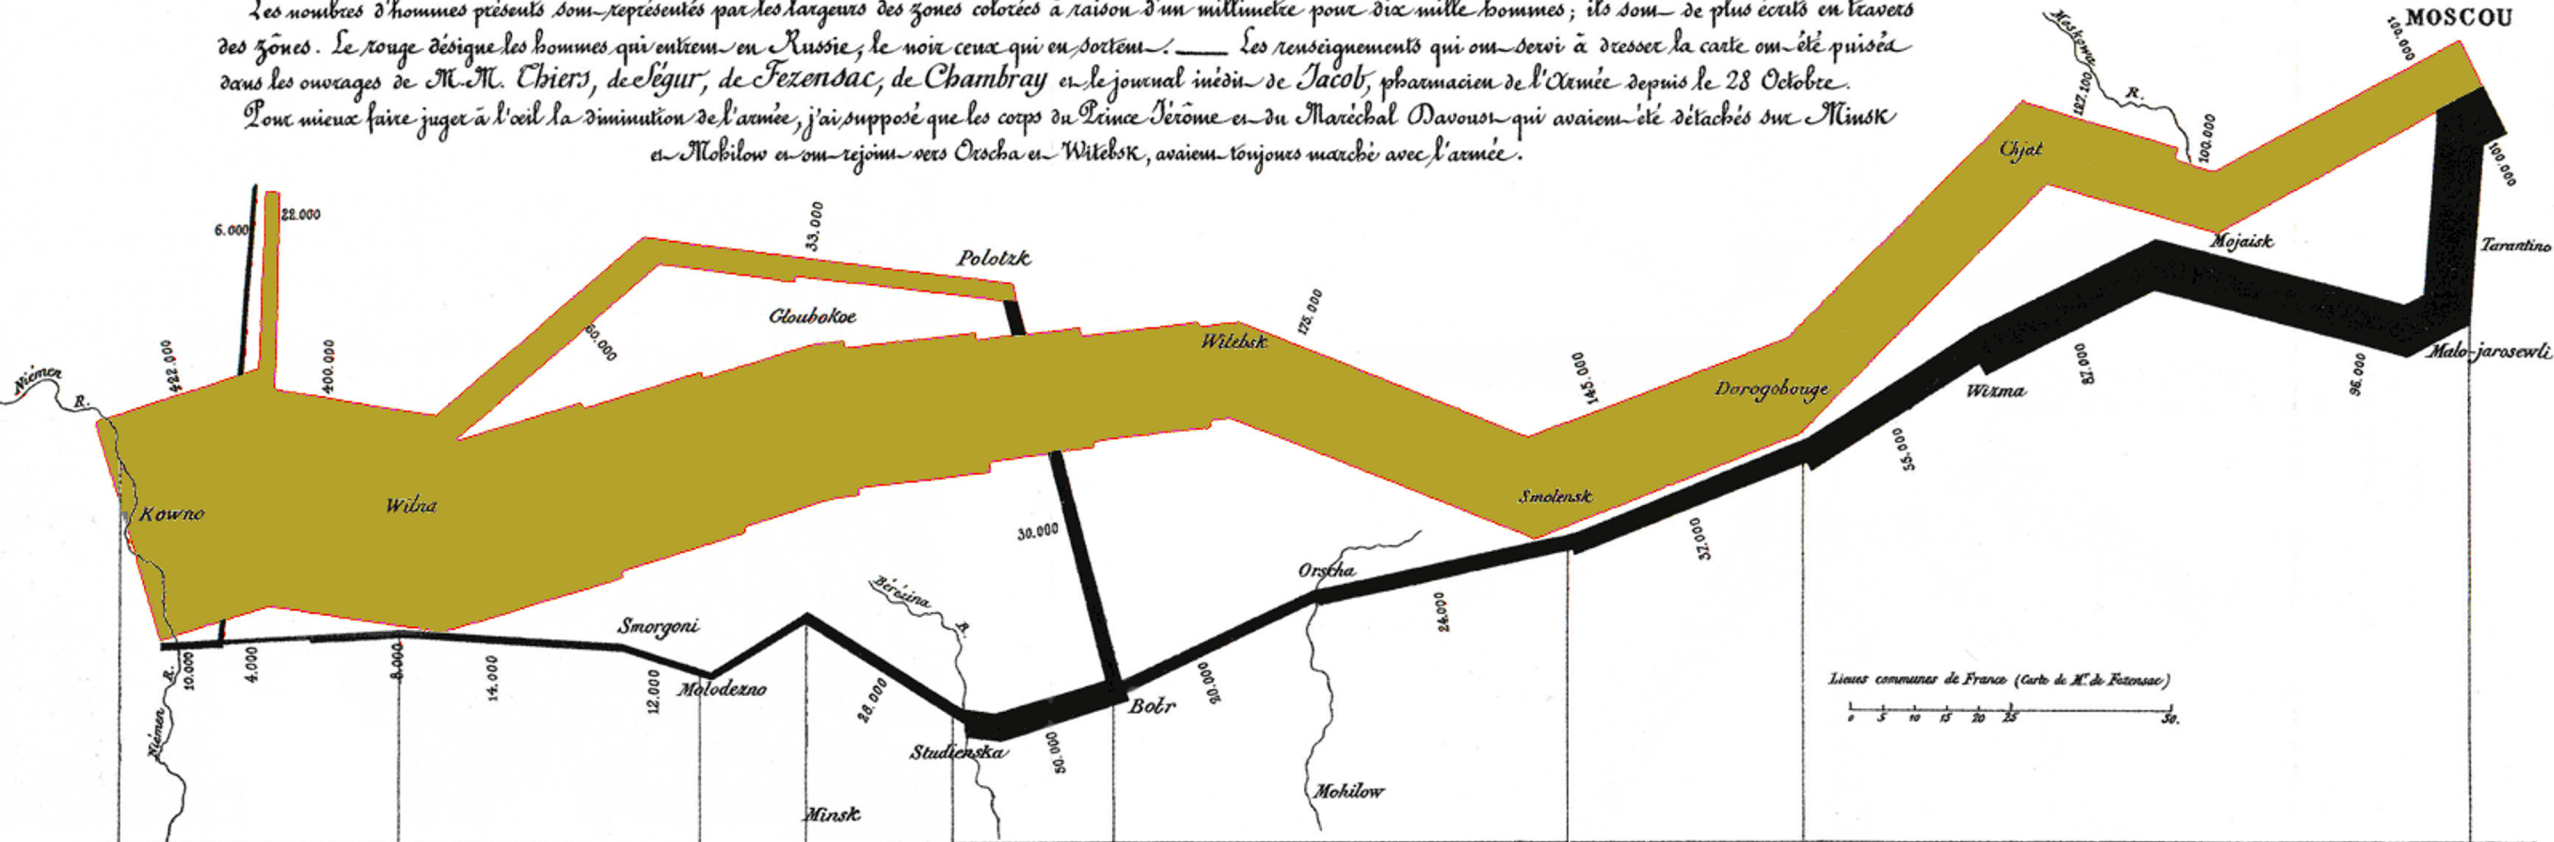 Les nombres d'hommes présents sont représentés par les largeurs des zones colorées à raison d'un millimètre pour dix mille hommes; ils sont de plus écrits en travers
des zônes. Le rouge désigne les hommes qui entrent en Russie, le noir ceux qui en sortent. Les renseignements qui ont servi à dresser la carte ont été puisés
dans les ouvrages de M.M. Thiers, de Ségur, de Fezensac, de Chambray et le journal inédit de Jacob, pharmacien de l'Armée depuis le 28 Octobre.
Pour mieux faire juger à l'œil la diminution de l'armée, j'ai supposé que les corps du Prince Jérôme et du Maréchal Davoust qui avaient été détachés sur Minsk
et Mohilow et ont rejoint vers Orscha et Witebsk, avaient toujours marché avec l'armée.
MOSCOU
100.000
Moskowa
R.
127.100
100.000
Chjat
100.000
Mojaisk
Tarantino
Malo-jarosewli
6.000
22.000
33.000
Polotzk
Gloubokoe
60.000
175.000
Witebsk
Niémen
R.
422.000
400.000
145.000
Dorogobouge
Wixma
87.000
96.000
55.000
Kowno
Wilna
Smolensk
37.000
30.000
Orscha
24.000
Bérézina
R.
Smorgoni
Molodezno
10.000
4.000
8.000
14.000
12.000
28.000
Studienska
50.000
Botr
20.000
R.
Niémen
Minsk
Mohilow
Lieues communes de France (Carte de Mr. de Fezensac)
0 5 10 15 20 25 50.